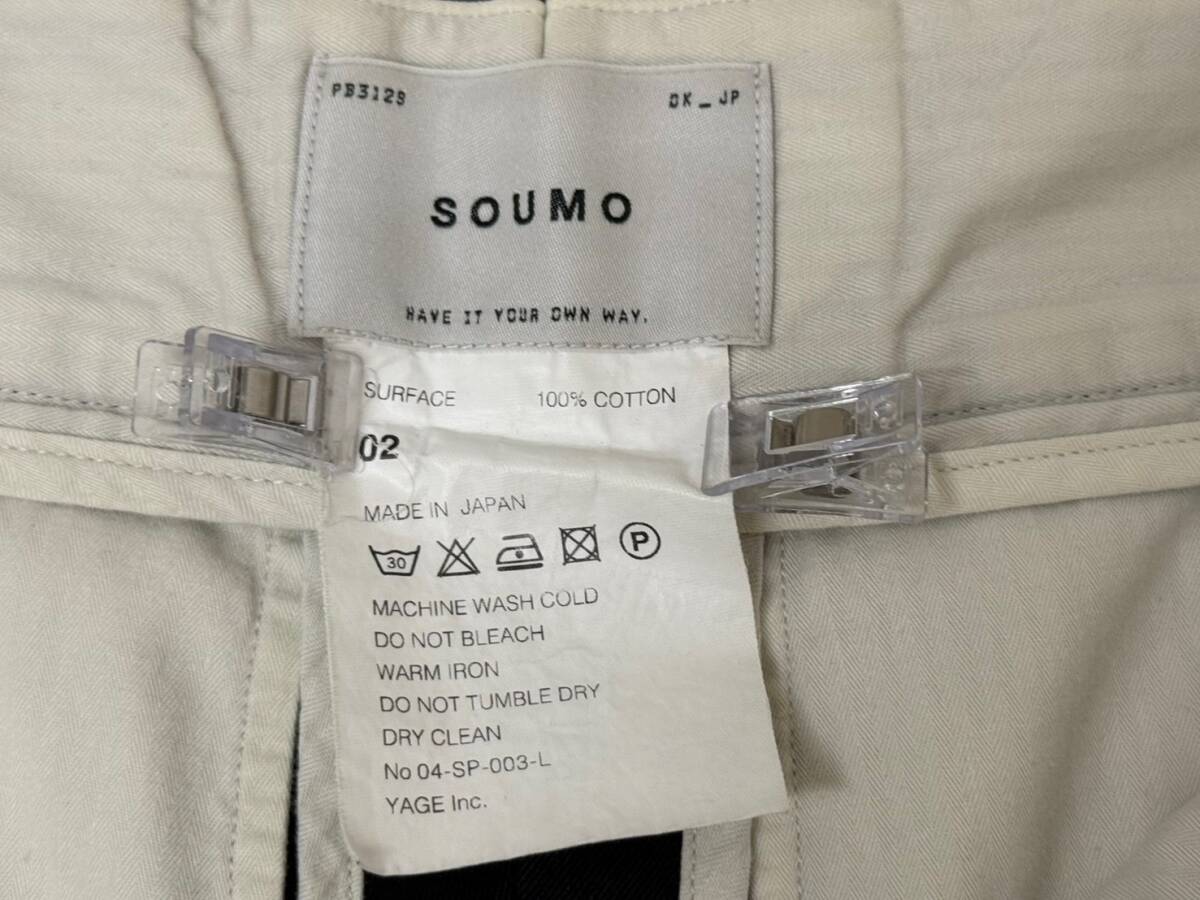 PB3129 DK_JP
SOUMO
HAVE IT YOUR OWN WAY.
SURFACE 100% COTTON
02
MADE IN JAPAN
30 P
MACHINE WASH COLD
DO NOT BLEACH
WARM IRON
DO NOT TUMBLE DRY
DRY CLEAN
No 04-SP-003-L
YAGE Inc.